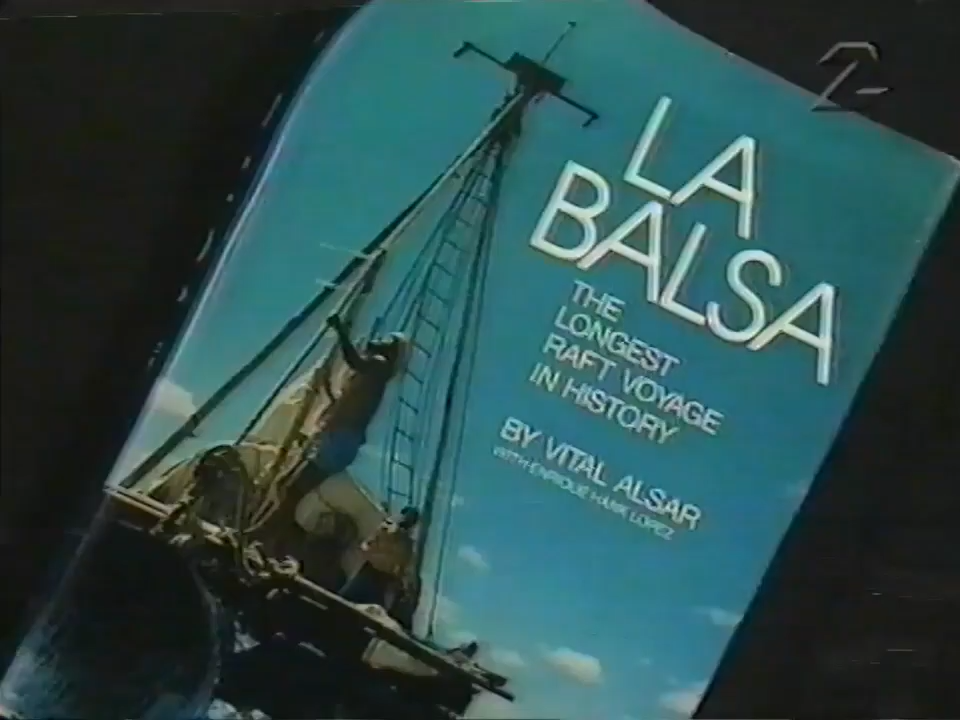 LA
BALSA
THE
LONGEST
RAFT VOYAGE
IN HISTORY
BY VITAL ALSAR
WITH ENRIQUE HANK LOPEZ
2